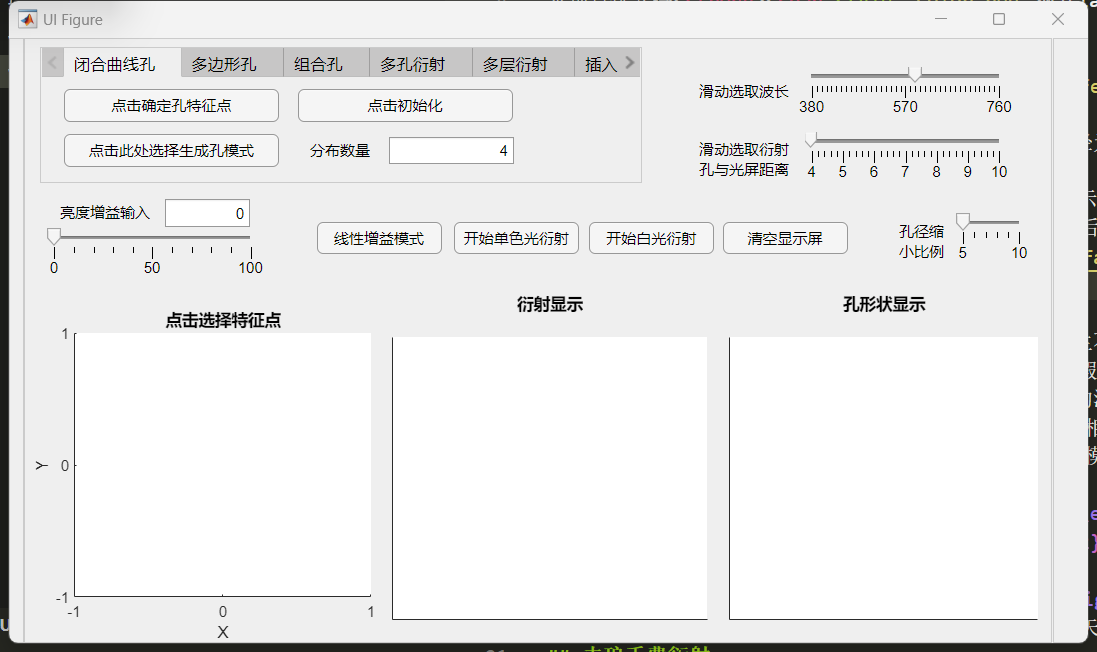 UI Figure
闭合曲线孔 多边形孔 组合孔 多孔衍射 多层衍射 插入
点击确定孔特征点 点击初始化
点击此处选择生成孔模式 分布数量 4
滑动选取波长
380 570 760
滑动选取衍射
孔与光屏距离
4 5 6 7 8 9 10
亮度增益输入 0
0 50 100
线性增益模式 开始单色光衍射 开始白光衍射 清空显示屏
孔径缩
小比例
5 10
点击选择特征点
1
0
-1
Y
-1 0 1
X
衍射显示
孔形状显示